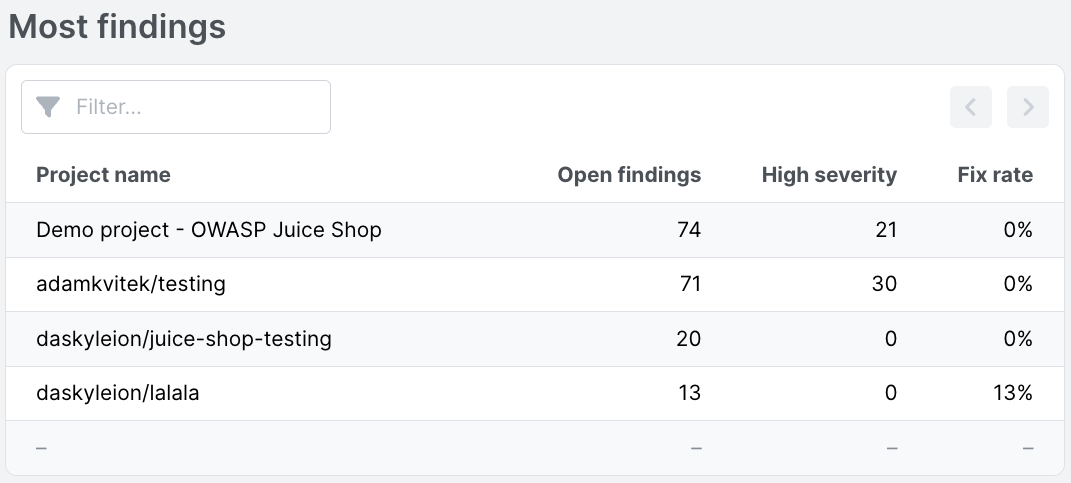 Most findings
Filter...
Project name Open findings High severity Fix rate
Demo project - OWASP Juice Shop 74 21 0%
adamkvitek/testing 71 30 0%
daskyleion/juice-shop-testing 20 0 0%
daskyleion/lalala 13 0 13%
– – – –